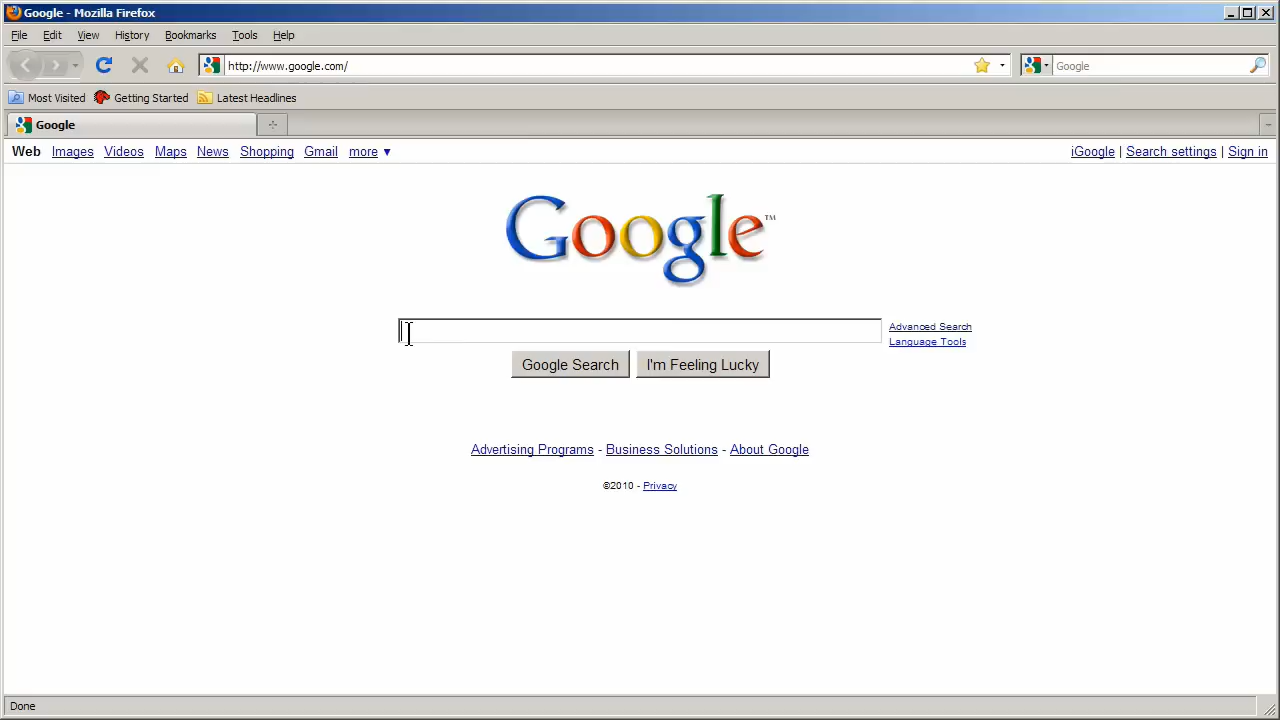 Google - Mozilla Firefox
File Edit View History Bookmarks Tools Help
http://www.google.com/ Google
Most Visited Getting Started Latest Headlines
Google
Web Images Videos Maps News Shopping Gmail more ▼ iGoogle | Search settings | Sign in
Google™
Advanced Search
Language Tools
Google Search I'm Feeling Lucky
Advertising Programs - Business Solutions - About Google
©2010 - Privacy
Done